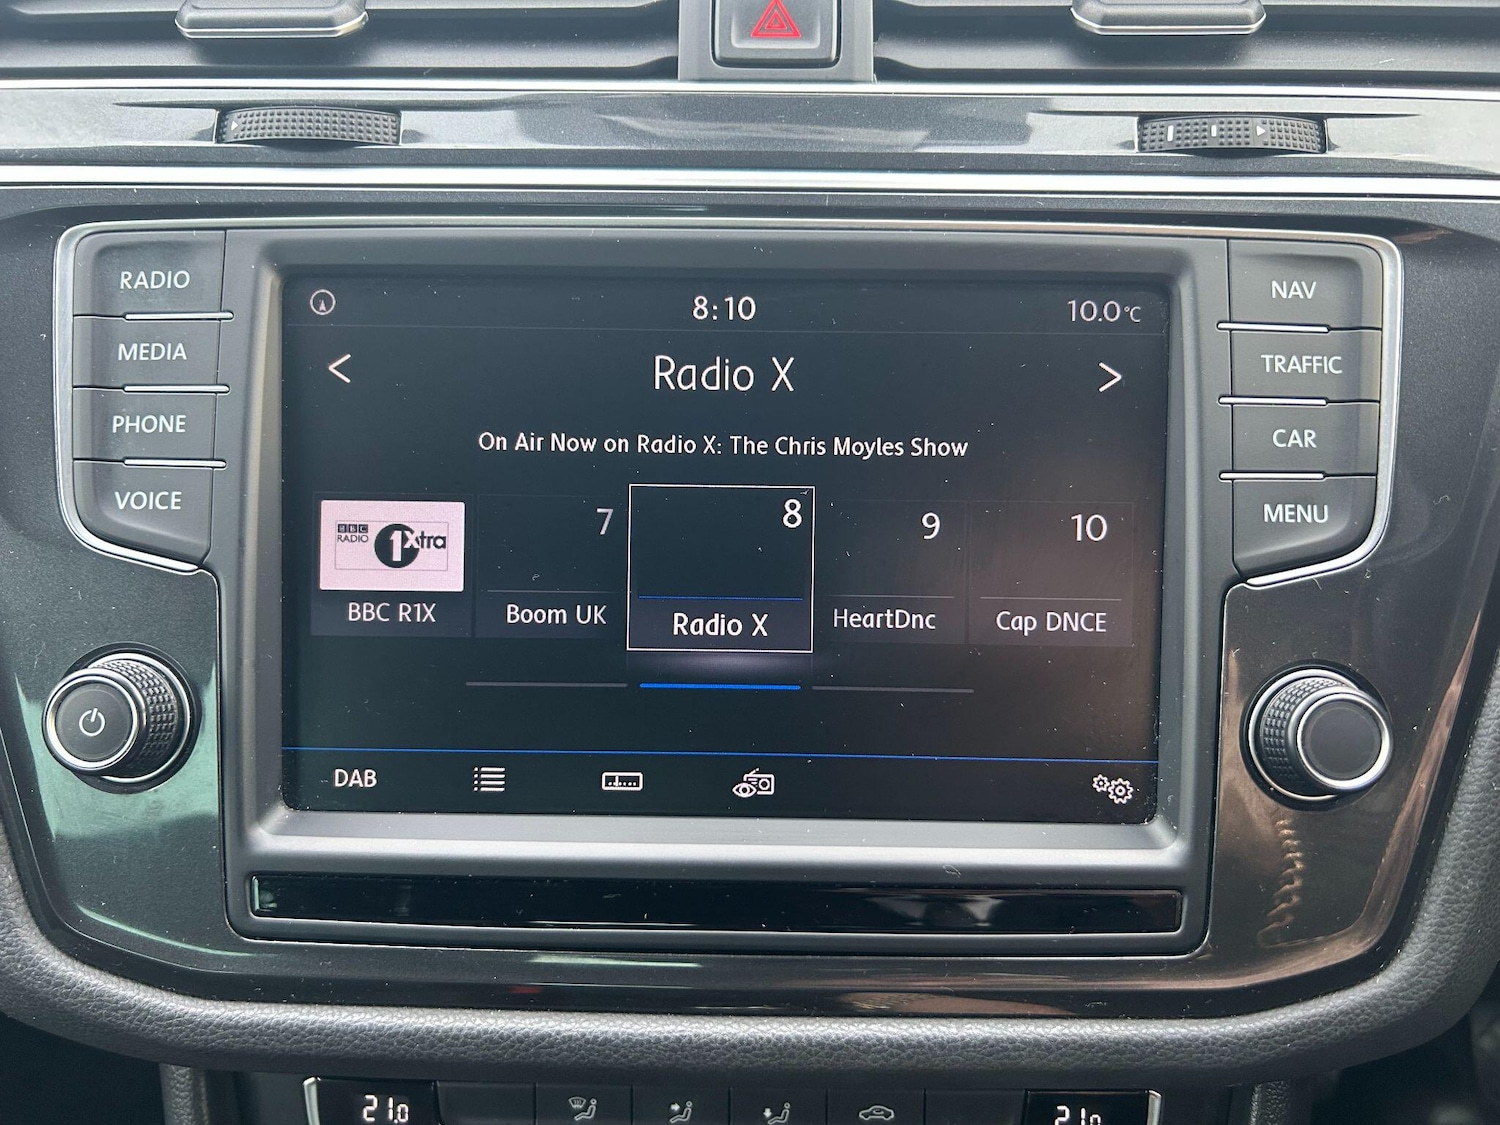 RADIO
MEDIA
PHONE
VOICE
8:10
10.0°C
< Radio X >
On Air Now on Radio X: The Chris Moyles Show
BBC
RADIO
1Xtra
BBC R1X
7
Boom UK
8
Radio X
9
HeartDnc
10
Cap DNCE
DAB
NAV
TRAFFIC
CAR
MENU
21.0
21.0